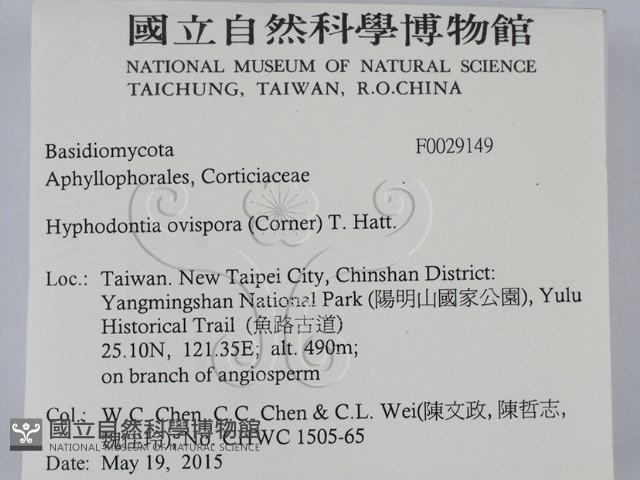 國立自然科學博物館
NATIONAL MUSEUM OF NATURAL SCIENCE
TAICHUNG, TAIWAN, R.O.CHINA
Basidiomycota F0029149
Aphyllophorales, Corticiaceae
Hyphodontia ovispora (Corner) T. Hatt.
Loc.: Taiwan. New Taipei City, Chinshan District:
Yangmingshan National Park (陽明山國家公園), Yulu
Historical Trail (魚路古道)
25.10N, 121.35E; alt. 490m;
on branch of angiosperm
Col.: W.C. Chen, C.C. Chen & C.L. Wei(陳文政, 陳哲志,
No. CHWC 1505-65
Date: May 19, 2015
國立自然科學博物館
NATIONAL MUSEUM OF NATURAL SCIENCE